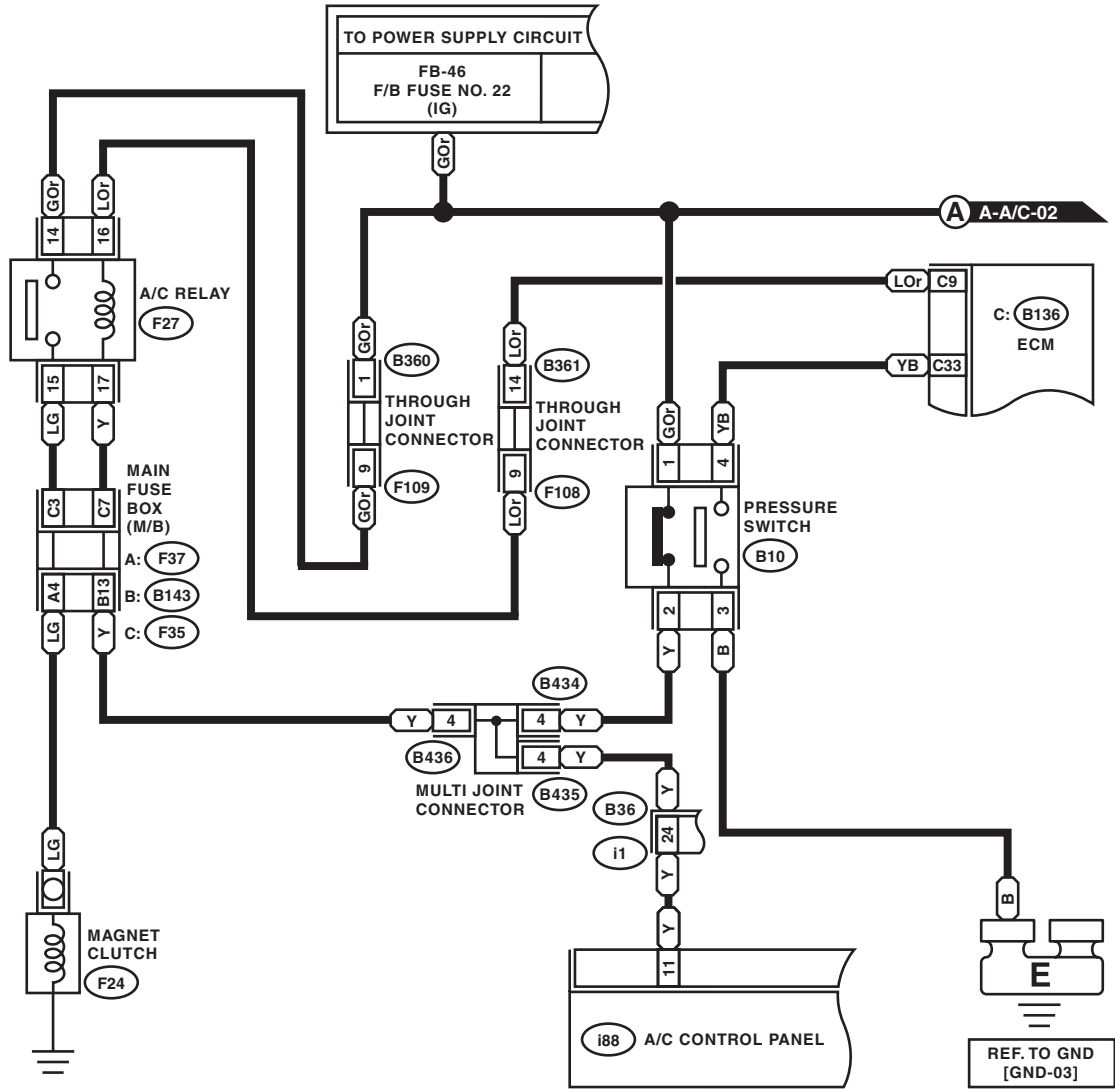 TO POWER SUPPLY CIRCUIT
FB-46
F/B FUSE NO. 22
(IG)
GOr
A A-A/C-02
GOr LOr
14 16
A/C RELAY
F27
15 17
LG Y
MAIN
FUSE
BOX
(M/B)
C3 C7
A: F37
B: B143
C: F35
A4 B13
LG Y
GOr
1 B360
THROUGH
JOINT
CONNECTOR
9 F109
GOr
LOr
14 B361
THROUGH
JOINT
CONNECTOR
9 F108
LOr
LOr C9
C: B136
ECM
YB C33
GOr YB
1 4
PRESSURE
SWITCH
B10
2 3
Y B
B434
Y 4 4 Y
B436 4 Y
MULTI JOINT
CONNECTOR
B435
Y
B36
24
i1
Y
Y
11
i88 A/C CONTROL PANEL
LG
MAGNET
CLUTCH
F24
B
E
REF. TO GND
[GND-03]